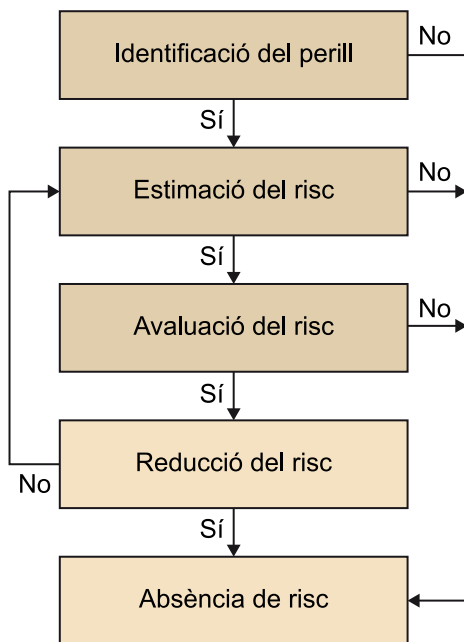 Identificació del perill
No
Sí
Estimació del risc
No
Sí
Avaluació del risc
No
Sí
Reducció del risc
No
Sí
Absència de risc